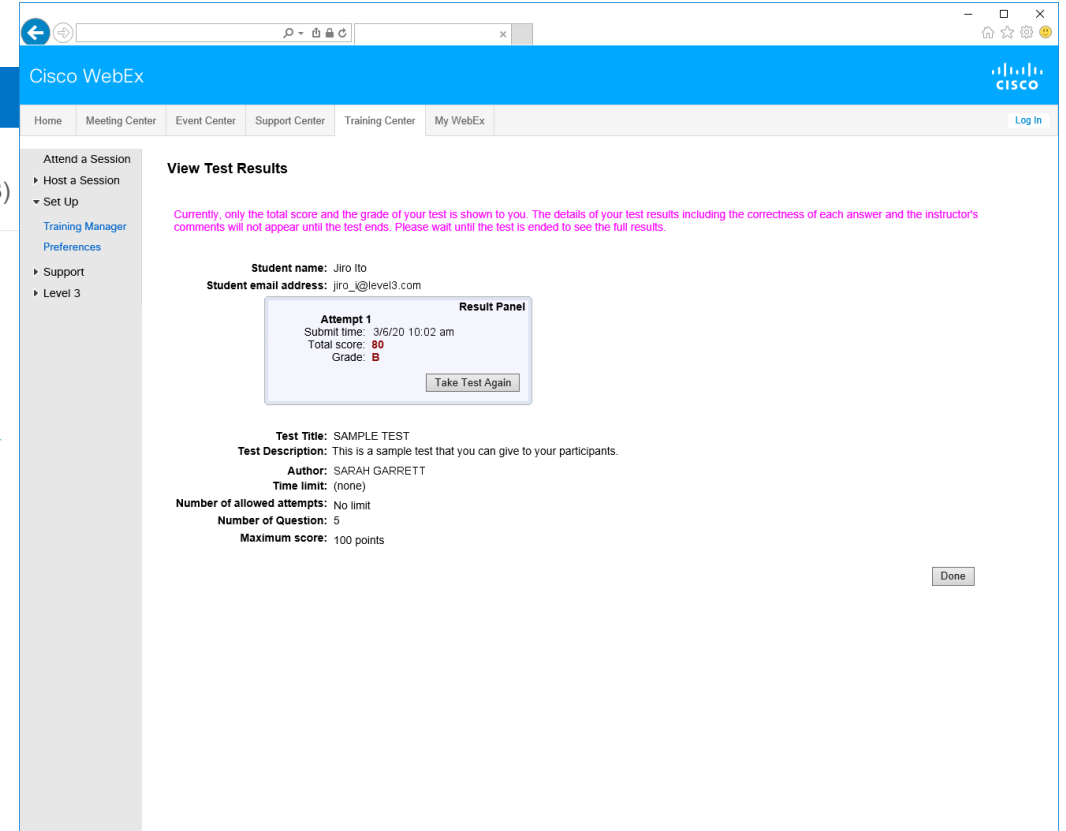 Cisco WebEx
CISCO
Home Meeting Center Event Center Support Center Training Center My WebEx Log In
Attend a Session
Host a Session
Set Up
Training Manager
Preferences
Support
Level 3
View Test Results
Currently, only the total score and the grade of your test is shown to you. The details of your test results including the correctness of each answer and the instructor's
comments will not appear until the test ends. Please wait until the test is ended to see the full results.
Student name: Jiro Ito
Student email address: jiro_i@level3.com
Result Panel
Attempt 1
Submit time: 3/6/20 10:02 am
Total score: 80
Grade: B
Take Test Again
Test Title: SAMPLE TEST
Test Description: This is a sample test that you can give to your participants.
Author: SARAH GARRETT
Time limit: (none)
Number of allowed attempts: No limit
Number of Question: 5
Maximum score: 100 points
Done